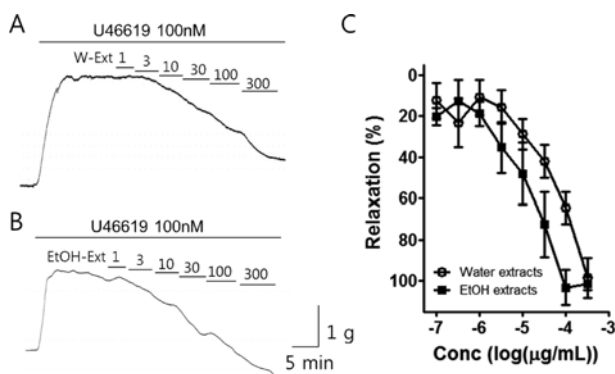 A
U46619 100nM
W-Ext 1 3 10 30 100 300
B
U46619 100nM
EtOH-Ext 1 3 10 30 100 300
1 g
5 min
C
Relaxation (%)
0
20
40
60
80
100
Water extracts
EtOH extracts
-7 -6 -5 -4 -3
Conc (log(μg/mL))